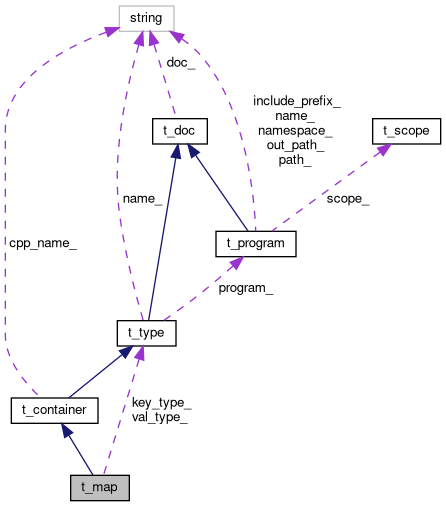 string
doc_
include_prefix_
name_
namespace_
out_path_
path_
t_doc
t_scope
name_
scope_
cpp_name_
t_program
program_
t_type
key_type_
val_type_
t_container
t_map